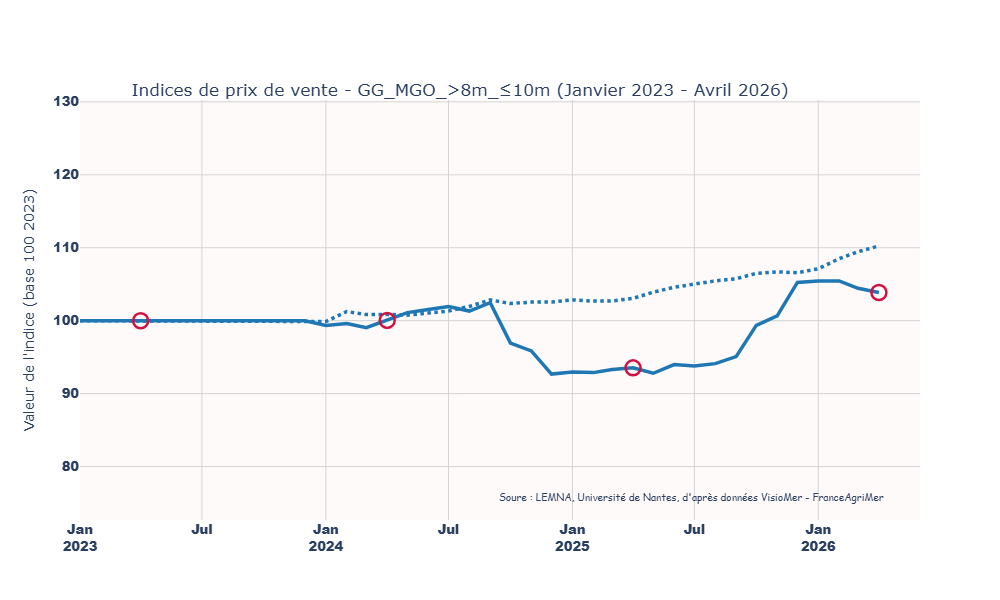 Indices de prix de vente - GG_MGO_>8m_≤10m (Janvier 2023 - Avril 2026)
Valeur de l'indice (base 100 2023)
130
120
110
100
90
80
Soure : LEMNA, Université de Nantes, d'après données VisioMer - FranceAgriMer
Jan
2023
Jul
Jan
2024
Jul
Jan
2025
Jul
Jan
2026